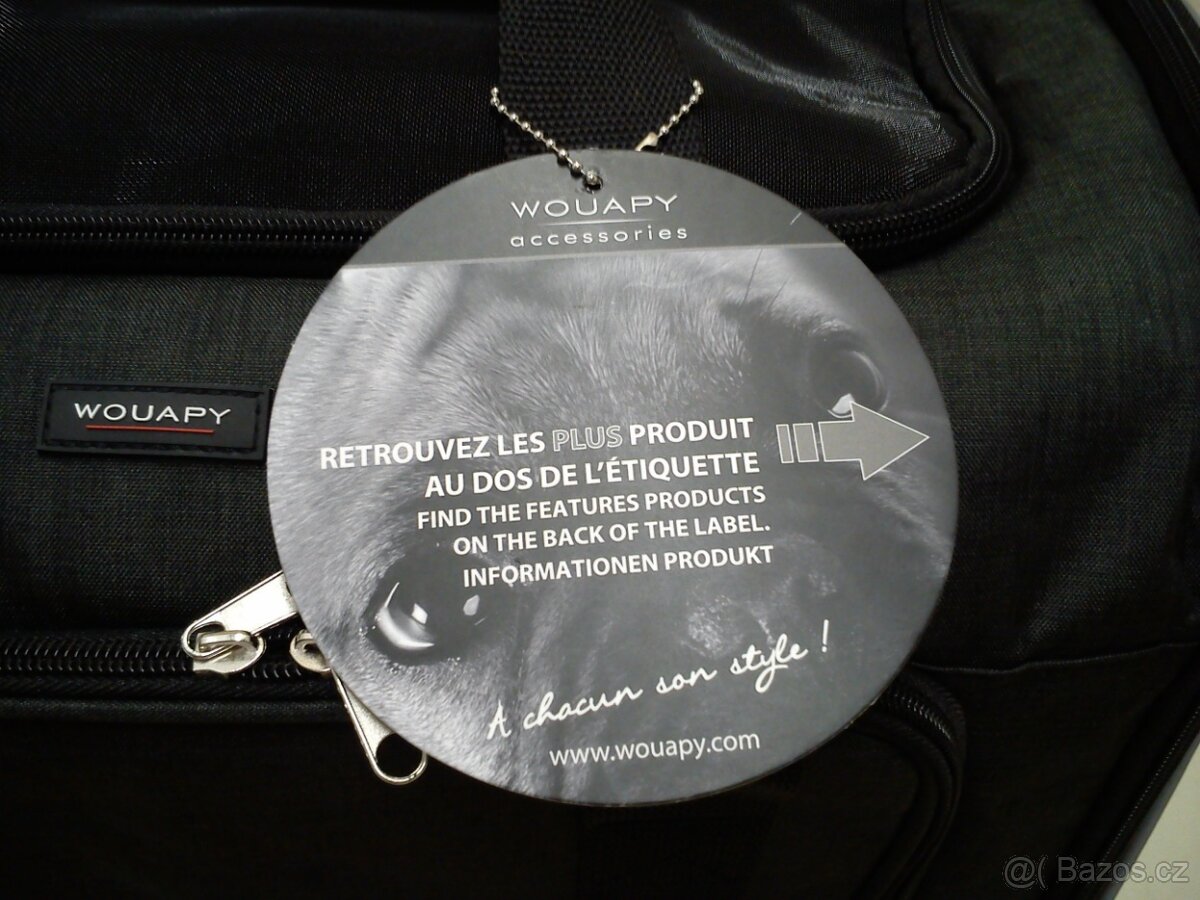 WOUAPY
accessories
WOUAPY
RETROUVEZ LES PLUS PRODUIT
AU DOS DE L'ÉTIQUETTE
FIND THE FEATURES PRODUCTS
ON THE BACK OF THE LABEL.
INFORMATIONEN PRODUKT
A chacun son style !
www.wouapy.com
@( Bazos.cz